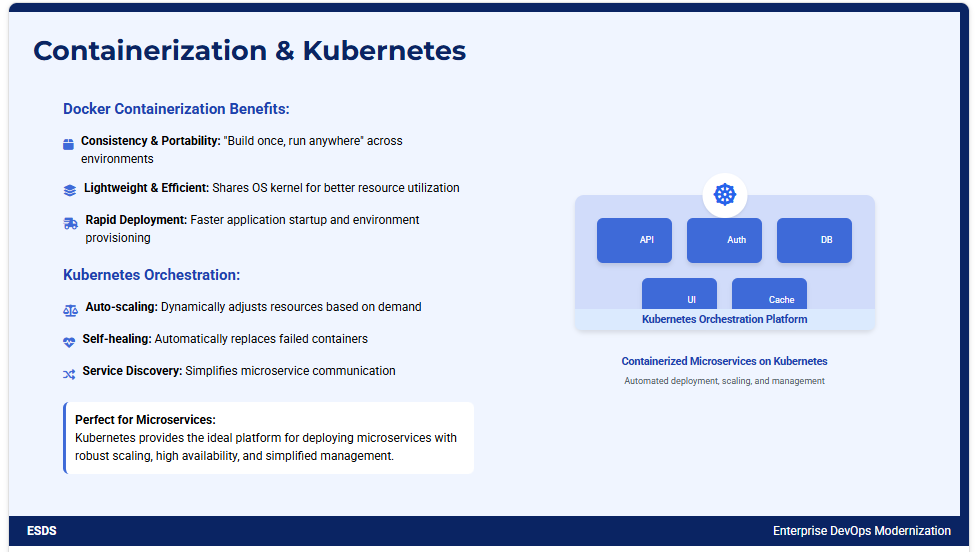 Containerization & Kubernetes
Docker Containerization Benefits:
Consistency & Portability: "Build once, run anywhere" across
environments
Lightweight & Efficient: Shares OS kernel for better resource utilization
Rapid Deployment: Faster application startup and environment
provisioning
Kubernetes Orchestration:
Auto-scaling: Dynamically adjusts resources based on demand
Self-healing: Automatically replaces failed containers
Service Discovery: Simplifies microservice communication
Perfect for Microservices:
Kubernetes provides the ideal platform for deploying microservices with
robust scaling, high availability, and simplified management.
API Auth DB
UI Cache
Kubernetes Orchestration Platform
Containerized Microservices on Kubernetes
Automated deployment, scaling, and management
ESDS
Enterprise DevOps Modernization